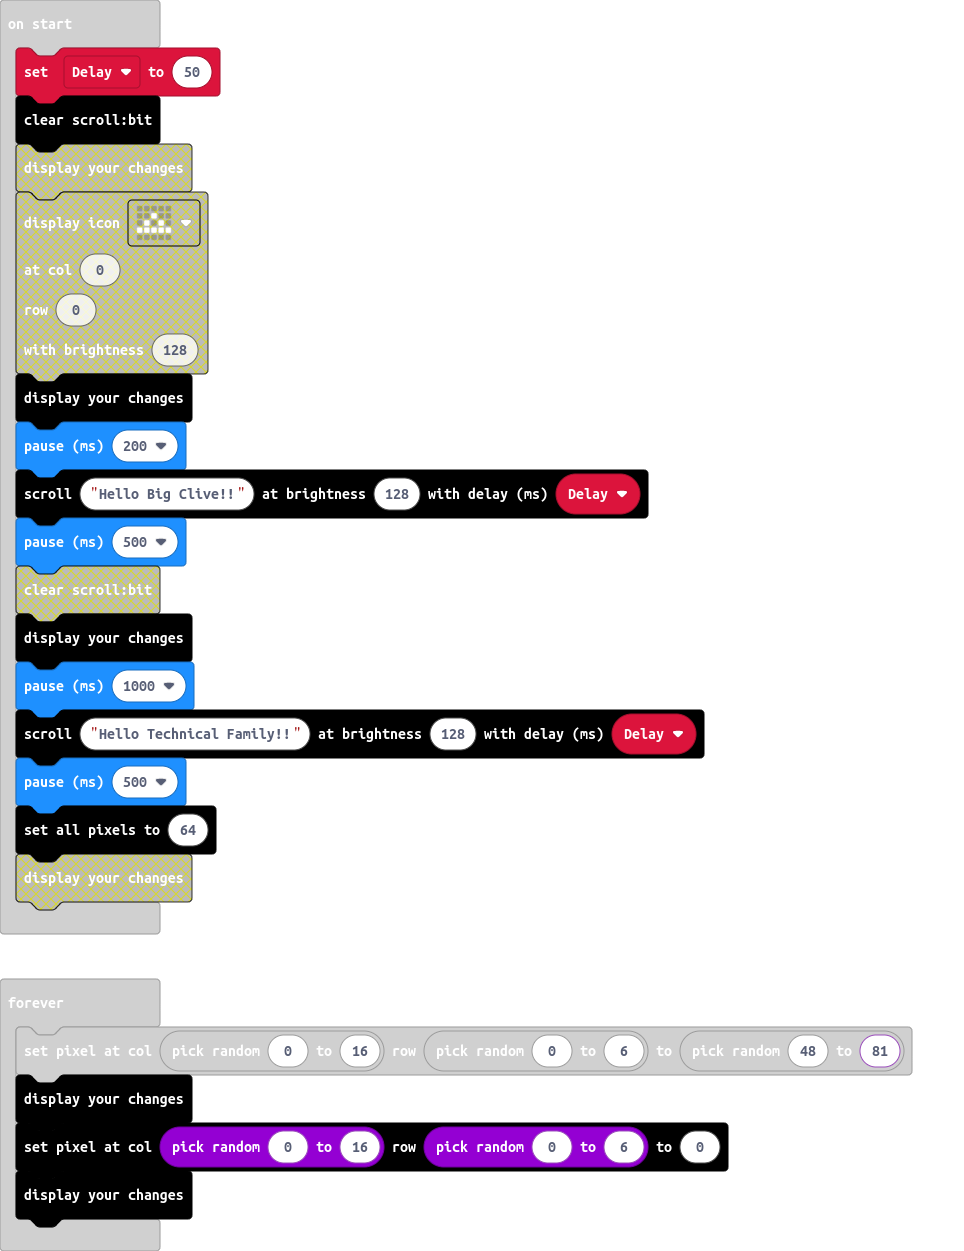 on start
set Delay to 50
clear scroll:bit
display your changes
display icon
at col 0
row 0
with brightness 128
display your changes
pause (ms) 200
scroll "Hello Big Clive!!" at brightness 128 with delay (ms) Delay
pause (ms) 500
clear scroll:bit
display your changes
pause (ms) 1000
scroll "Hello Technical Family!!" at brightness 128 with delay (ms) Delay
pause (ms) 500
set all pixels to 64
display your changes
forever
set pixel at col pick random 0 to 16 row pick random 0 to 6 to pick random 48 to 81
display your changes
set pixel at col pick random 0 to 16 row pick random 0 to 6 to 0
display your changes